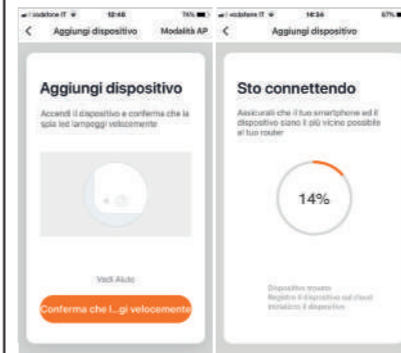 vodafone IT 12:46 76%
Aggiungi dispositivo Modalità AP
Aggiungi dispositivo
Accendi il dispositivo e conferma che la
spia led lampeggi velocemente
Vedi Aiuto
Conferma che l...gi velocemente
vodafone IT 14:34 67%
Aggiungi dispositivo
Sto connettendo
Assicurati che il tuo smartphone ed il
dispositivo siano il più vicino possibile
al tuo router
14%
Dispositivo trovato
Registro il dispositivo sul cloud
Inizializzo il dispositivo